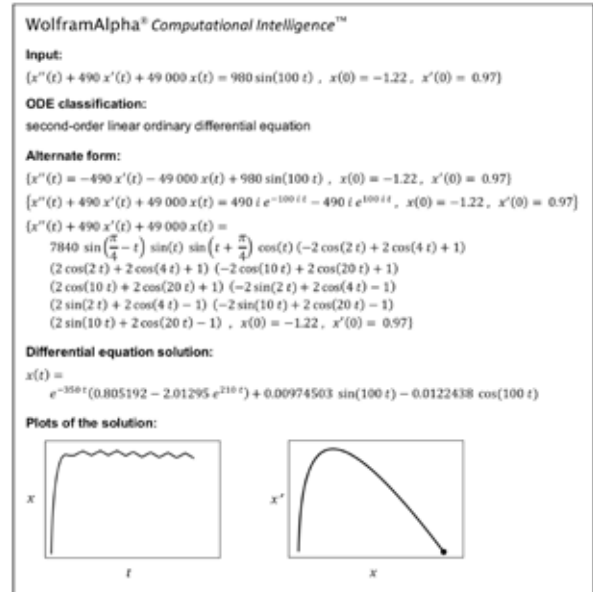 WolframAlpha® Computational Intelligence™
Input:
{x''(t) + 490 x'(t) + 49 000 x(t) = 980 sin(100 t) , x(0) = −1.22 , x'(0) = 0.97}
ODE classification:
second-order linear ordinary differential equation
Alternate form:
{x''(t) = −490 x'(t) − 49 000 x(t) + 980 sin(100 t) , x(0) = −1.22, x'(0) = 0.97}
{x''(t) + 490 x'(t) + 49 000 x(t) = 490 i e^(−100 i t) − 490 i e^(100 i t), x(0) = −1.22, x'(0) = 0.97}
{x''(t) + 490 x'(t) + 49 000 x(t) =
7840 sin(π/4 − t) sin(t) sin(t + π/4) cos(t) (−2 cos(2 t) + 2 cos(4 t) + 1)
(2 cos(2 t) + 2 cos(4 t) + 1) (−2 cos(10 t) + 2 cos(20 t) + 1)
(2 cos(10 t) + 2 cos(20 t) + 1) (−2 sin(2 t) + 2 cos(4 t) − 1)
(2 sin(2 t) + 2 cos(4 t) − 1) (−2 sin(10 t) + 2 cos(20 t) − 1)
(2 sin(10 t) + 2 cos(20 t) − 1) , x(0) = −1.22, x'(0) = 0.97}
Differential equation solution:
x(t) =
e^(−350 t) (0.805192 − 2.01295 e^(210 t)) + 0.00974503 sin(100 t) − 0.0122438 cos(100 t)
Plots of the solution:
x
x'
t
x